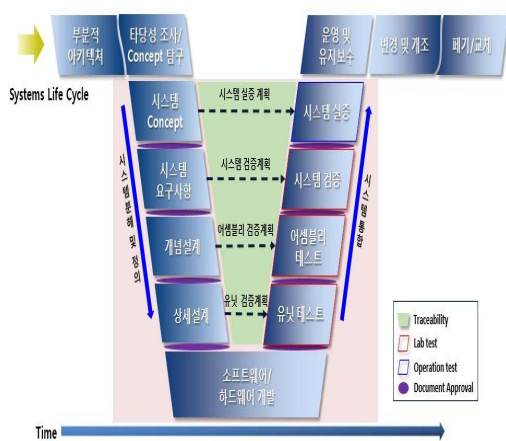 부분적
아키텍처
타당성 조사/
Concept 탐구
운영 및
유지보수
변경 및 개조
폐기/교체
Systems Life Cycle
시스템
Concept
시스템 실증 계획
시스템 실증
시스템
요구사항
시스템 검증계획
시스템 검증
개념설계
어셈블리 검증계획
어셈블리
테스트
상세설계
유닛 검증계획
유닛 테스트
시스템분해 및 정의
시스템통합
소프트웨어/
하드웨어 개발
Traceability
Lab test
Operation test
Document Approval
Time